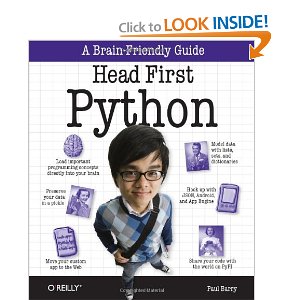 Click to LOOK INSIDE!
A Brain-Friendly Guide
Head First
Python
Load important
programming concepts
directly into your brain
Model data
with lists,
sets, and
dictionaries
Preserve
your data
in a pickle
Hook up with
JSON, Android,
and App Engine
Move your custom
app to the Web
Share your code with
the world on PyPI
O'REILLY®
Paul Barry
Copyrighted Material